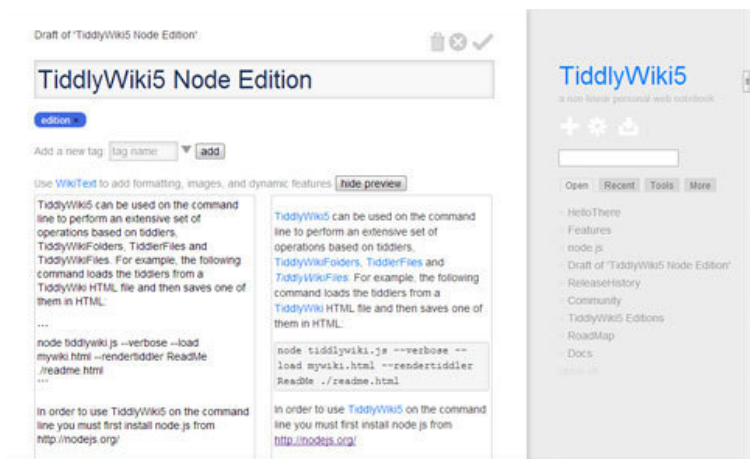 Draft of 'TiddlyWiki5 Node Edition'
TiddlyWiki5 Node Edition
edition ×
Add a new tag: tag name add
Use WikiText to add formatting, images, and dynamic features hide preview
TiddlyWiki5 can be used on the command
line to perform an extensive set of
operations based on tiddlers,
TiddlyWikiFolders, TiddlerFiles and
TiddlyWikiFiles. For example, the following
command loads the tiddlers from a
TiddlyWiki HTML file and then saves one of
them in HTML:
```
node tiddlywiki.js --verbose --load
mywiki.html --rendertiddler ReadMe
./readme.html
```
In order to use TiddlyWiki5 on the command
line you must first install node.js from
http://nodejs.org/
TiddlyWiki5 can be used on the command
line to perform an extensive set of
operations based on tiddlers,
TiddlyWikiFolders, TiddlerFiles and
TiddlyWikiFiles. For example, the following
command loads the tiddlers from a
TiddlyWiki HTML file and then saves one of
them in HTML:
node tiddlywiki.js --verbose --
load mywiki.html --rendertiddler
ReadMe ./readme.html
In order to use TiddlyWiki5 on the command
line you must first install node.js from
http://nodejs.org/
TiddlyWiki5
a non-linear personal web notebook
Open Recent Tools More
HelloThere
Features
node.js
Draft of 'TiddlyWiki5 Node Edition'
ReleaseHistory
Community
TiddlyWiki5 Editions
RoadMap
Docs
close all